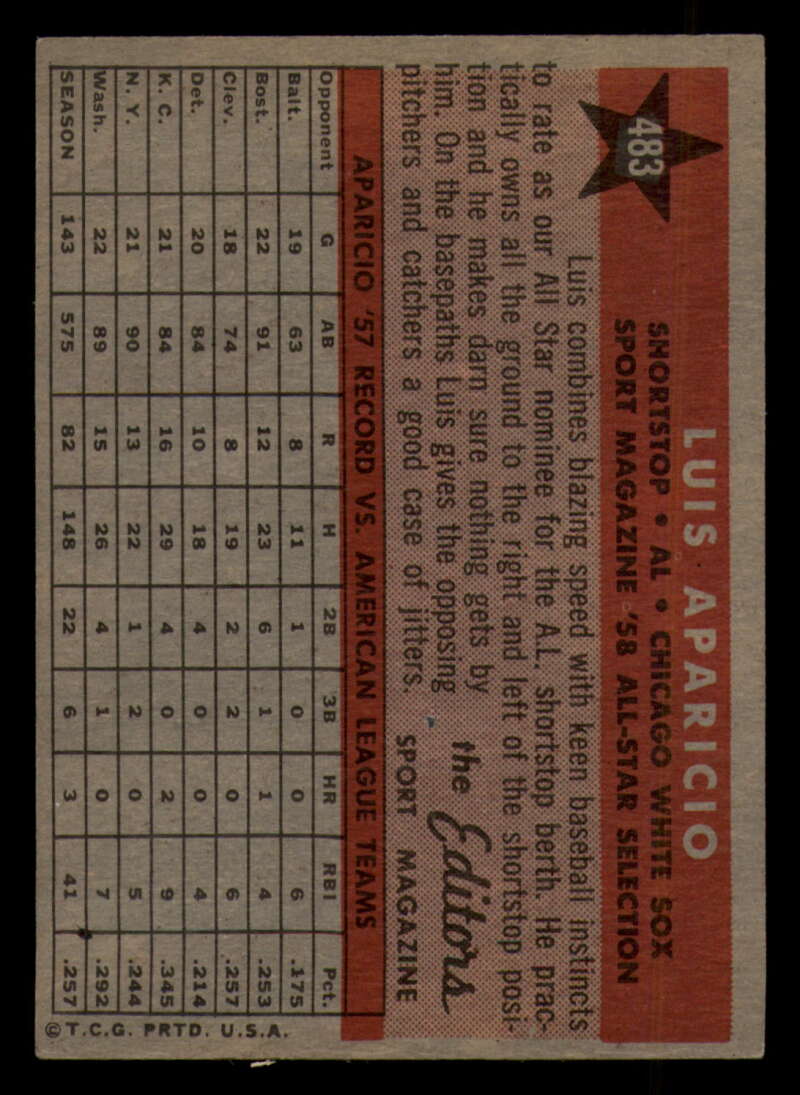 483
LUIS APARICIO
SHORTSTOP • AL • CHICAGO WHITE SOX
SPORT MAGAZINE '58 ALL-STAR SELECTION
Luis combines blazing speed with keen baseball instincts
to rate as our All Star nominee for the A.L. shortstop berth. He prac-
tically owns all the ground to the right and left of the shortstop posi-
tion and he makes darn sure nothing gets by
him. On the basepaths Luis gives the opposing
pitchers and catchers a good case of jitters.
the Editors
SPORT MAGAZINE
APARICIO '57 RECORD VS. AMERICAN LEAGUE TEAMS
Opponent G AB R H 2B 3B HR RBI Pct.
Balt. 19 63 8 11 1 0 0 6 .175
Bost. 22 91 12 23 6 1 1 4 .253
Clev. 18 74 8 19 2 2 0 6 .257
Det. 20 84 10 18 4 0 0 4 .214
K. C. 21 84 16 29 4 0 2 9 .345
N. Y. 21 90 13 22 1 2 0 5 .244
Wash. 22 89 15 26 4 1 0 7 .292
SEASON 143 575 82 148 22 6 3 41 .257
© T.C.G. PRTD. U.S.A.